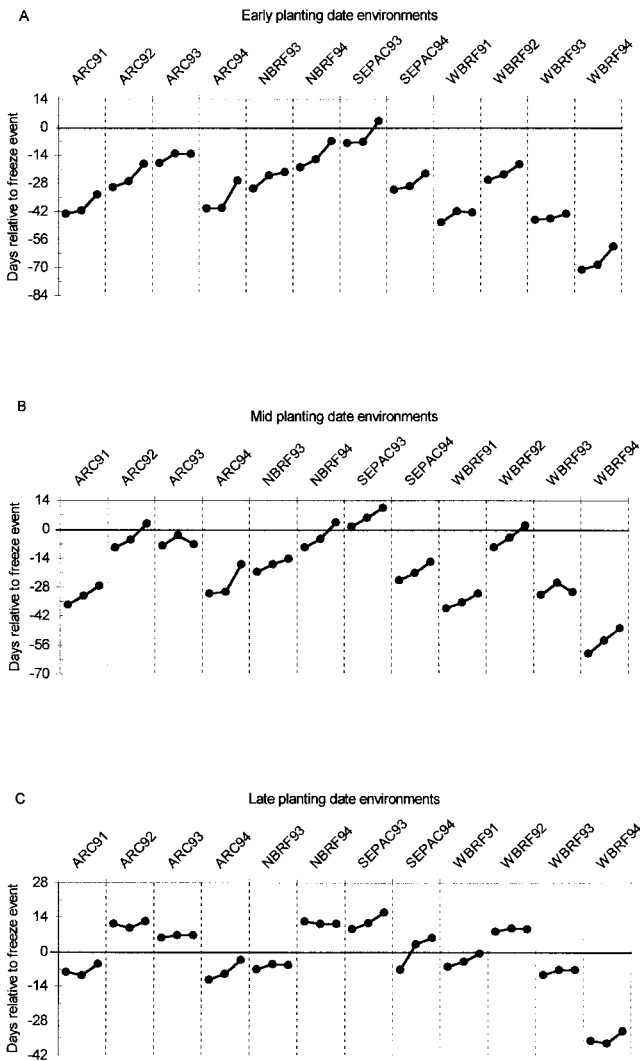 A
Early planting date environments
ARC91 ARC92 ARC93 ARC94 NBRF93 NBRF94 SEPAC93 SEPAC94 WBRF91 WBRF92 WBRF93 WBRF94
Days relative to freeze event
14
0
-14
-28
-42
-56
-70
-84
B
Mid planting date environments
ARC91 ARC92 ARC93 ARC94 NBRF93 NBRF94 SEPAC93 SEPAC94 WBRF91 WBRF92 WBRF93 WBRF94
Days relative to freeze event
14
0
-14
-28
-42
-56
-70
C
Late planting date environments
ARC91 ARC92 ARC93 ARC94 NBRF93 NBRF94 SEPAC93 SEPAC94 WBRF91 WBRF92 WBRF93 WBRF94
Days relative to freeze event
28
14
0
-14
-28
-42